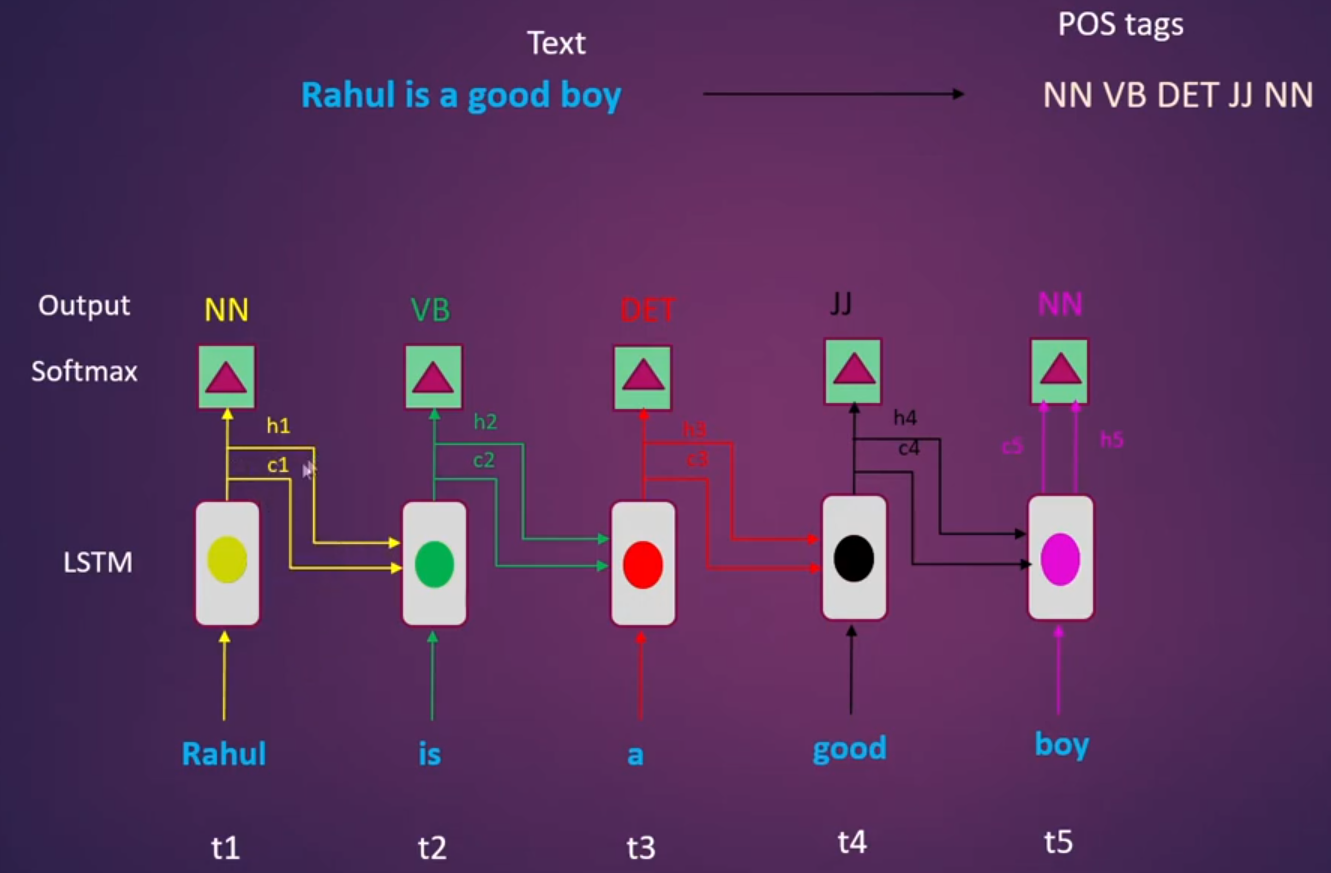 Text
POS tags
Rahul is a good boy
NN VB DET JJ NN
Output NN VB DET JJ NN
Softmax
h1 h2 h3 h4 c5 h5
c1 c2 c3 c4
LSTM
Rahul is a good boy
t1 t2 t3 t4 t5